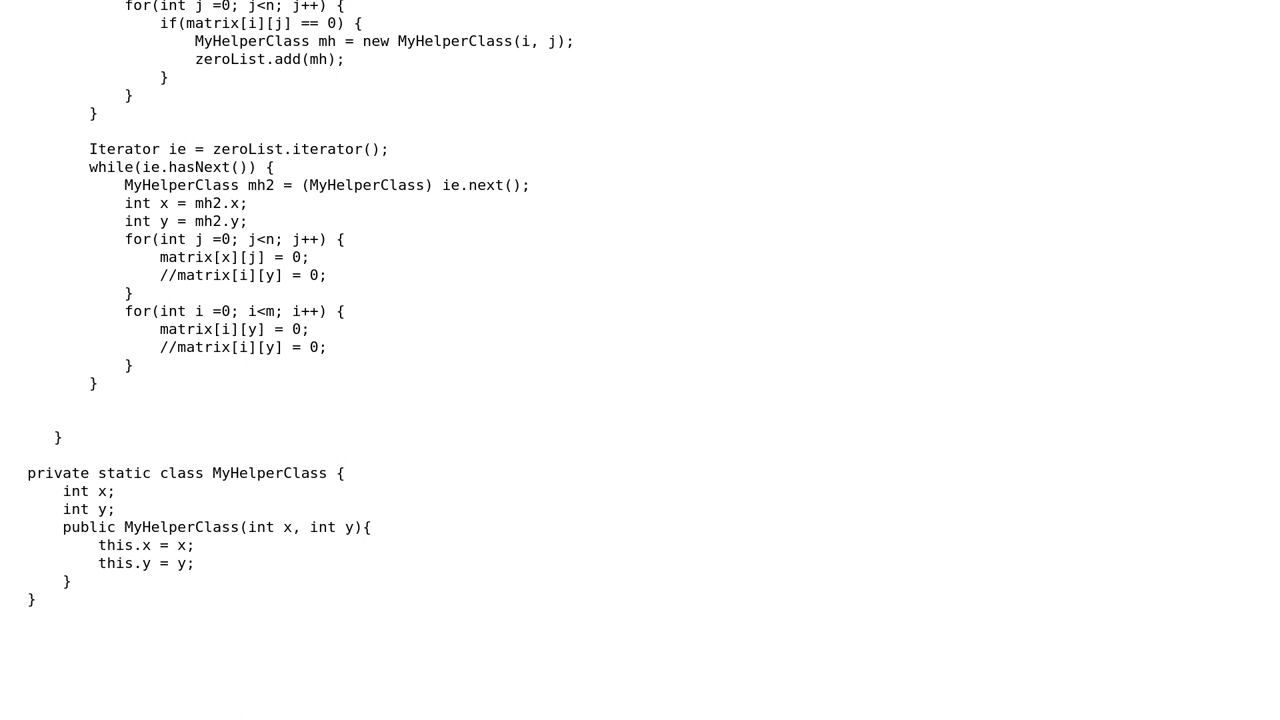 for(int j =0; j<n; j++) {
if(matrix[i][j] == 0) {
MyHelperClass mh = new MyHelperClass(i, j);
zeroList.add(mh);
}
}
}
Iterator ie = zeroList.iterator();
while(ie.hasNext()) {
MyHelperClass mh2 = (MyHelperClass) ie.next();
int x = mh2.x;
int y = mh2.y;
for(int j =0; j<n; j++) {
matrix[x][j] = 0;
//matrix[i][y] = 0;
}
for(int i =0; i<m; i++) {
matrix[i][y] = 0;
//matrix[i][y] = 0;
}
}
}
private static class MyHelperClass {
int x;
int y;
public MyHelperClass(int x, int y){
this.x = x;
this.y = y;
}
}